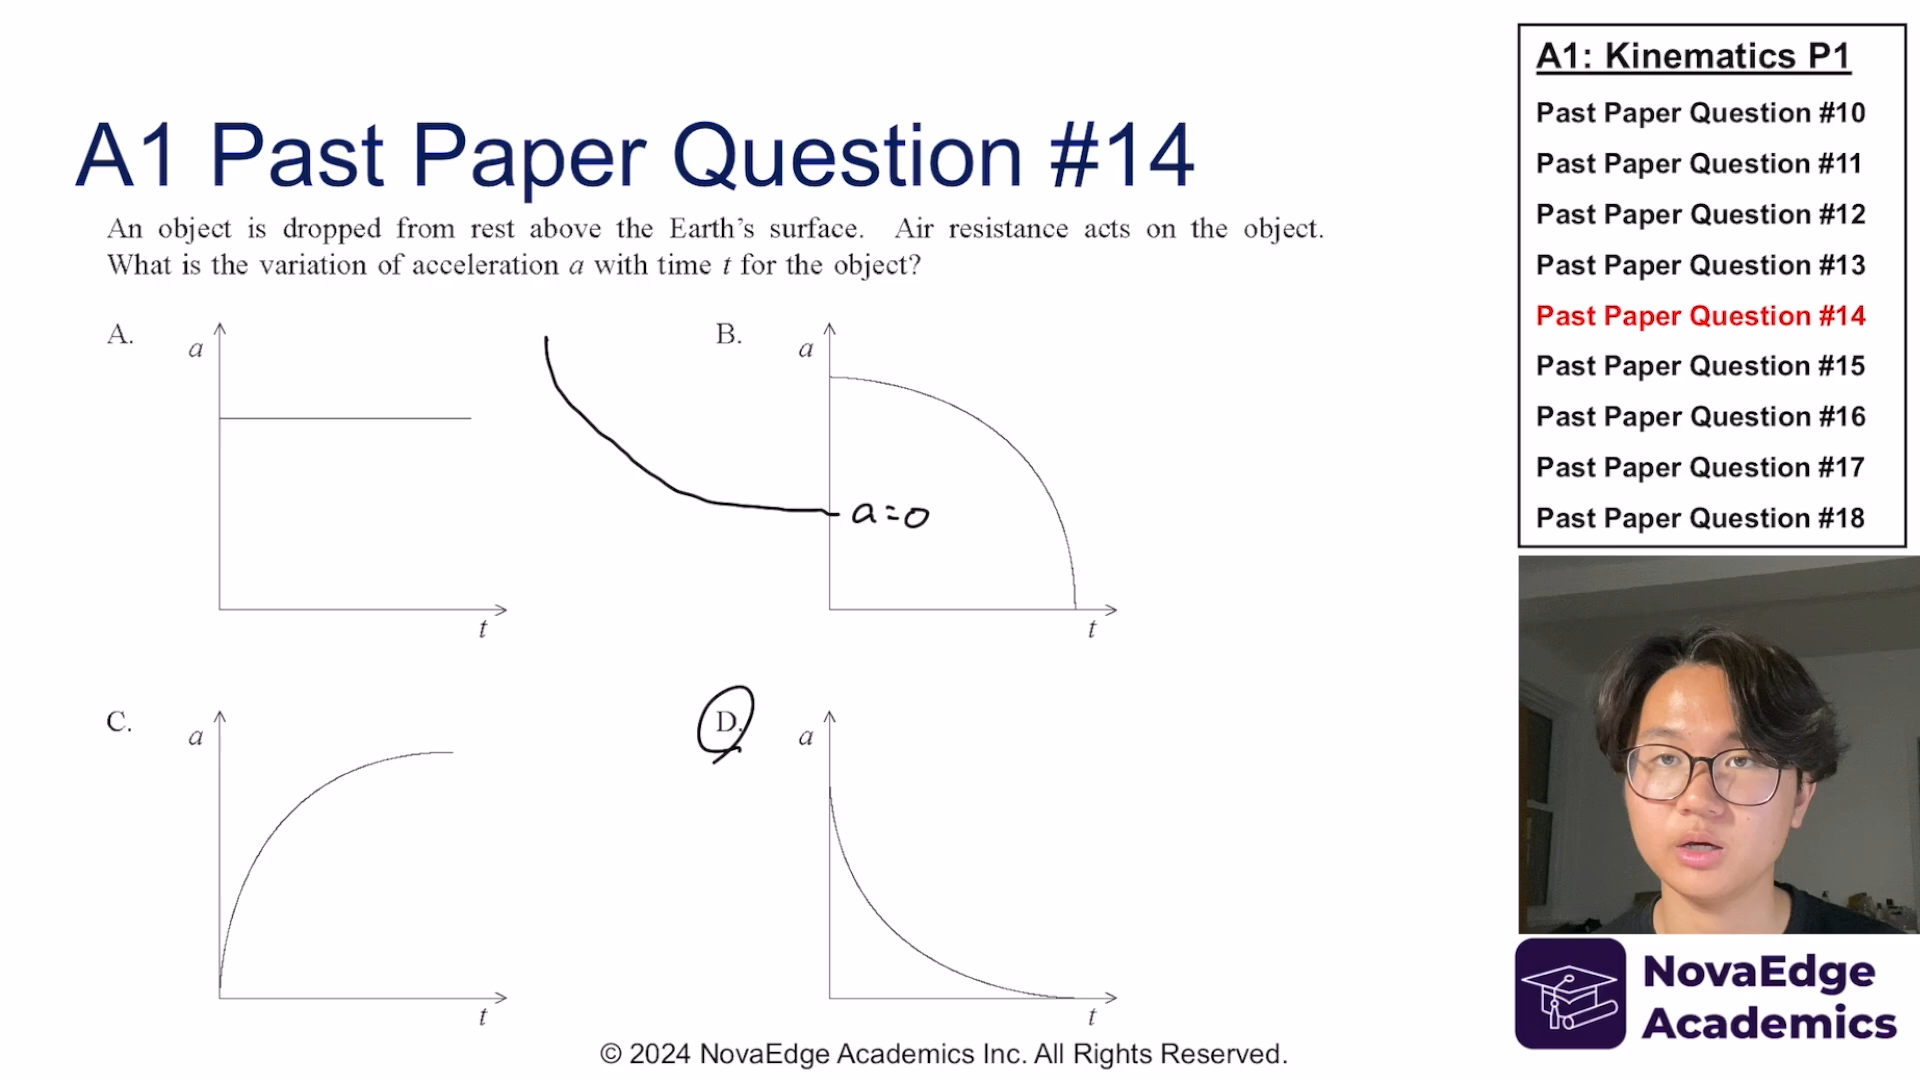 A1 Past Paper Question #14
An object is dropped from rest above the Earth's surface. Air resistance acts on the object.
What is the variation of acceleration a with time t for the object?
A.
a
t
B.
a
a=0
t
C.
a
t
D.
a
t
© 2024 NovaEdge Academics Inc. All Rights Reserved.
A1: Kinematics P1
Past Paper Question #10
Past Paper Question #11
Past Paper Question #12
Past Paper Question #13
Past Paper Question #14
Past Paper Question #15
Past Paper Question #16
Past Paper Question #17
Past Paper Question #18
NovaEdge
Academics